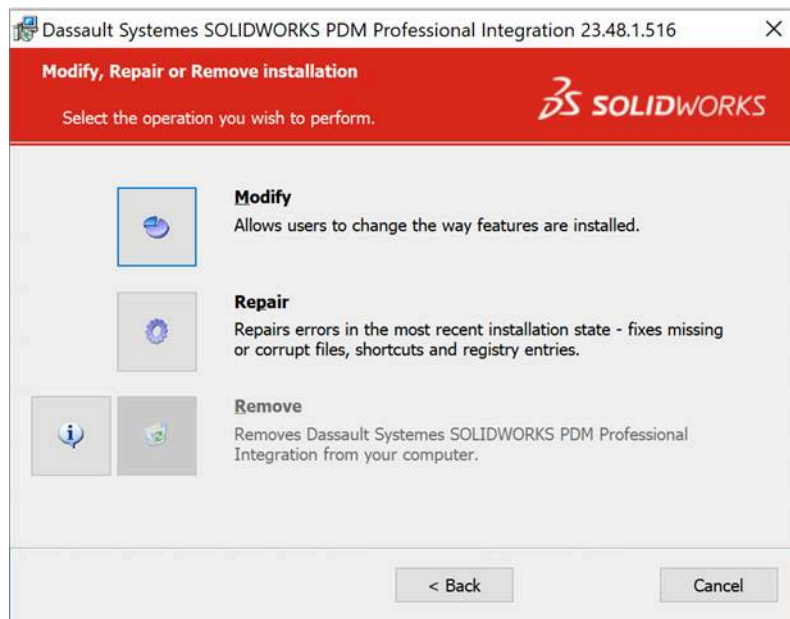 Dassault Systemes SOLIDWORKS PDM Professional Integration 23.48.1.516
Modify, Repair or Remove installation
Select the operation you wish to perform.
SOLIDWORKS
Modify
Allows users to change the way features are installed.
Repair
Repairs errors in the most recent installation state - fixes missing
or corrupt files, shortcuts and registry entries.
Remove
Removes Dassault Systemes SOLIDWORKS PDM Professional
Integration from your computer.
< Back
Cancel